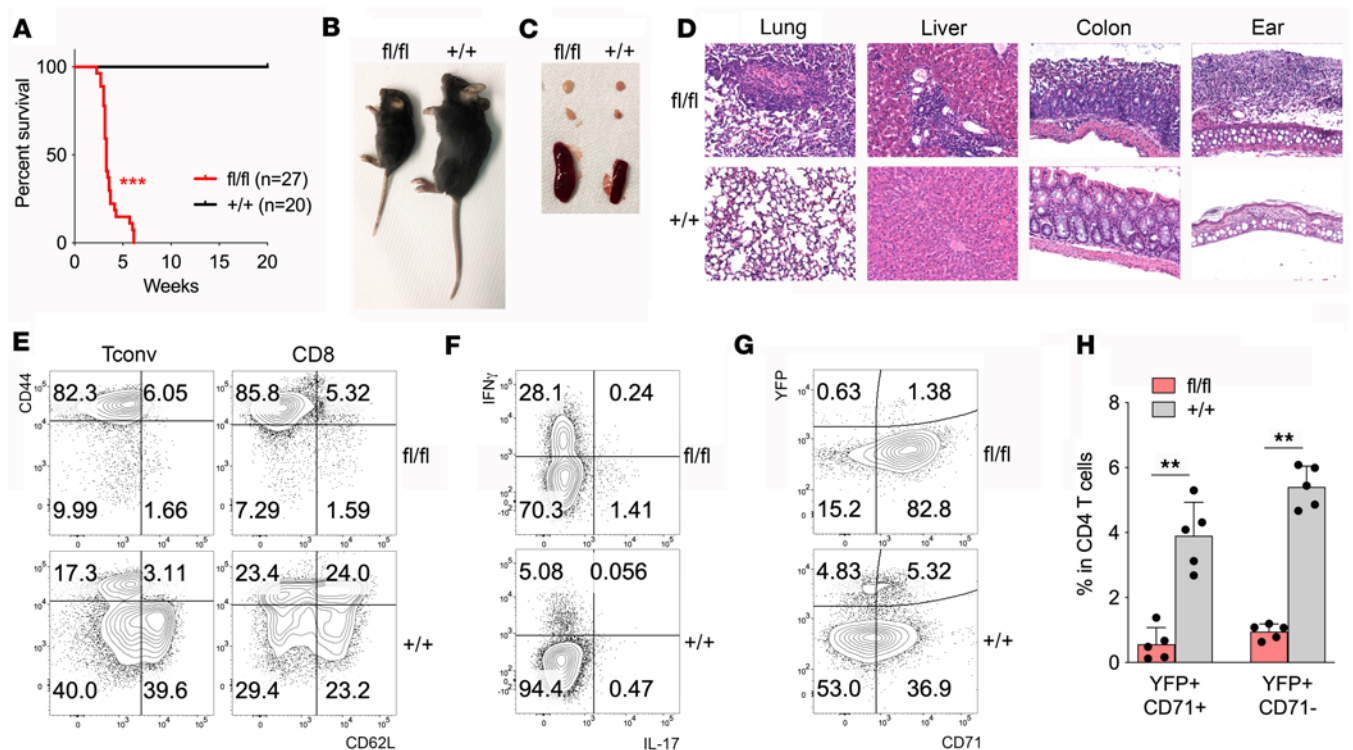 A
Percent survival
100
50
0
0
5
10
15
20
Weeks
***
fl/fl (n=27)
+/+ (n=20)
B
fl/fl
+/+
C
fl/fl
+/+
D
Lung
Liver
Colon
Ear
fl/fl
+/+
E
Tconv
CD8
CD44
82.3
6.05
9.99
1.66
85.8
5.32
7.29
1.59
fl/fl
17.3
3.11
40.0
39.6
23.4
24.0
29.4
23.2
+/+
CD62L
F
IFNγ
28.1
0.24
70.3
1.41
fl/fl
5.08
0.056
94.4
0.47
+/+
IL-17
G
YFP
0.63
1.38
15.2
82.8
fl/fl
4.83
5.32
53.0
36.9
+/+
CD71
H
fl/fl
+/+
% in CD4 T cells
8
6
4
2
0
**
**
YFP+
CD71+
YFP+
CD71-